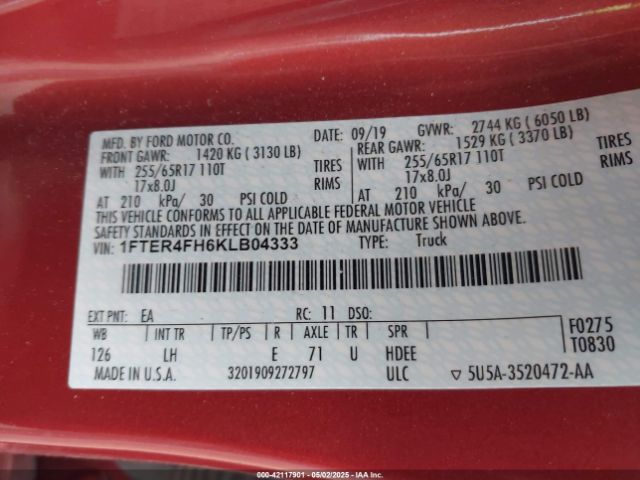 MFD. BY FORD MOTOR CO. DATE: 09/19 GVWR: 2744 KG ( 6050 LB)
FRONT GAWR: 1420 KG ( 3130 LB) REAR GAWR: 1529 KG ( 3370 LB)
WITH 255/65R17 110T TIRES WITH 255/65R17 110T TIRES
17x8.0J RIMS 17x8.0J RIMS
AT 210 kPa/ 30 PSI COLD AT 210 kPa/ 30 PSI COLD
THIS VEHICLE CONFORMS TO ALL APPLICABLE FEDERAL MOTOR VEHICLE
SAFETY STANDARDS IN EFFECT ON THE DATE OF MANUFACTURE SHOWN ABOVE.
VIN: 1FTER4FH6KLB04333 TYPE: Truck
EXT PNT: EA RC: 11 DSO: F0275
WB INT TR TP/PS R AXLE TR SPR T0830
126 LH E 71 U HDEE
MADE IN U.S.A. 3201909272797 ULC ▽ 5U5A-3520472-AA
000-42117901 - 05/02/2025 - IAAI.COM